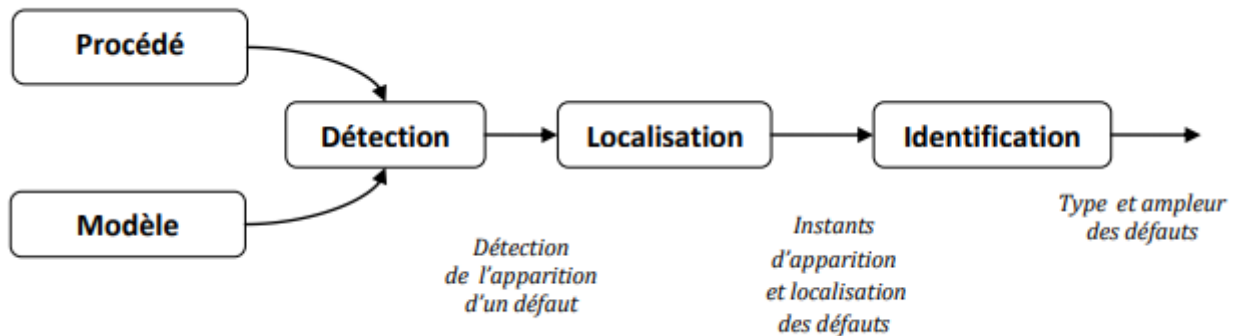 Procédé
Détection
Localisation
Identification
Modèle
Détection
de l'apparition
d'un défaut
Instants
d'apparition
et localisation
des défauts
Type et ampleur
des défauts